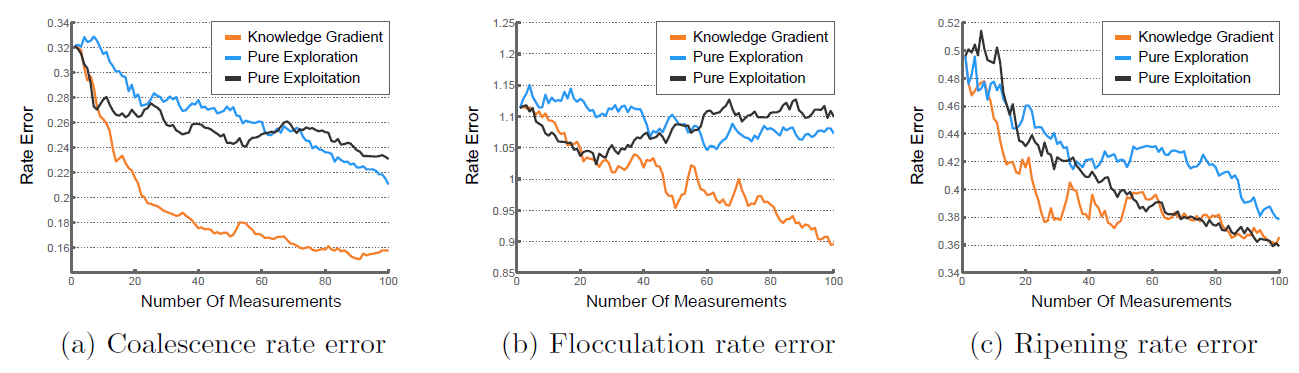 0.34
0.32
0.3
0.28
0.26
0.24
0.22
0.2
0.18
0.16
Rate Error
Knowledge Gradient
Pure Exploration
Pure Exploitation
0 20 40 60 80 100
Number Of Measurements
(a) Coalescence rate error
1.25
1.2
1.15
1.1
1.05
1
0.95
0.9
0.85
Rate Error
Knowledge Gradient
Pure Exploration
Pure Exploitation
0 20 40 60 80 100
Number Of Measurements
(b) Flocculation rate error
0.52
0.5
0.48
0.46
0.44
0.42
0.4
0.38
0.36
0.34
Rate Error
Knowledge Gradient
Pure Exploration
Pure Exploitation
0 20 40 60 80 100
Number Of Measurements
(c) Ripening rate error